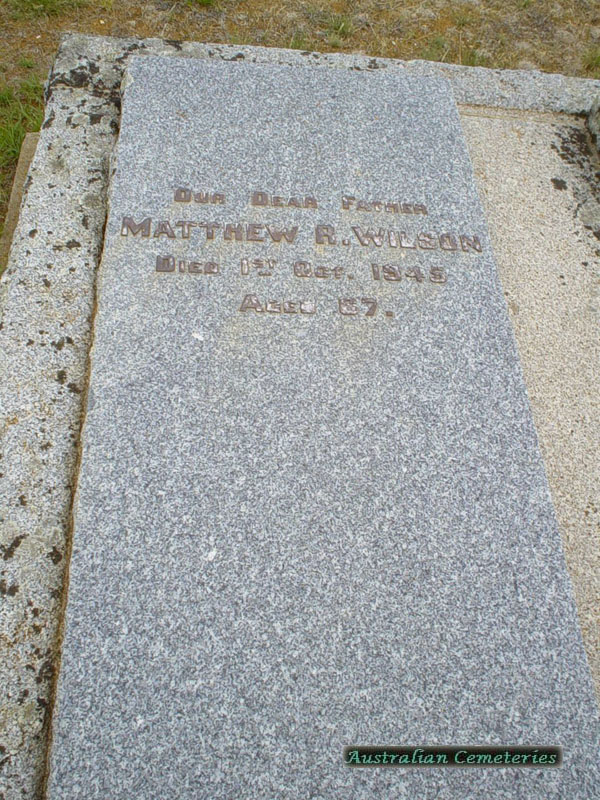 Our Dear Father
Matthew R. Wilson
Died 1st Oct. 1945
Aged 67.
Australian Cemeteries